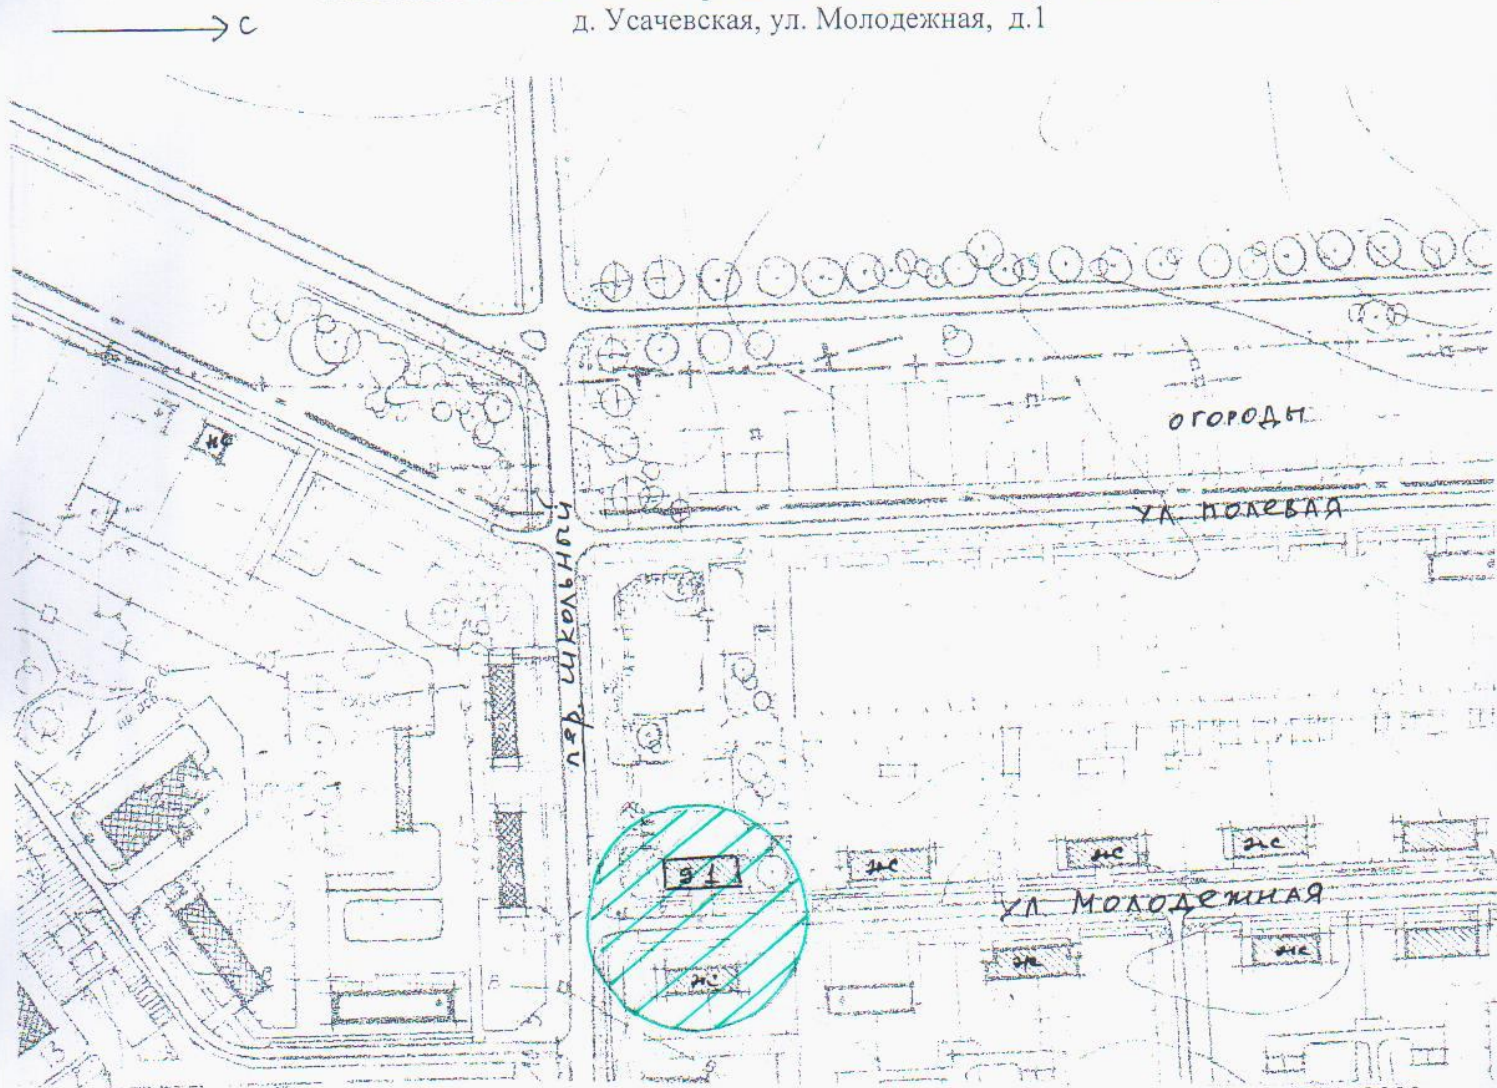 С
д. Усачевская, ул. Молодежная, д.1
жс
ОГОРОДЫ
УЛ ПОЛЕВАЯ
пер. ШКОЛЬНЫЙ
жс
жс
жс
УЛ МОЛОДЕЖНАЯ
жс
жс
жс